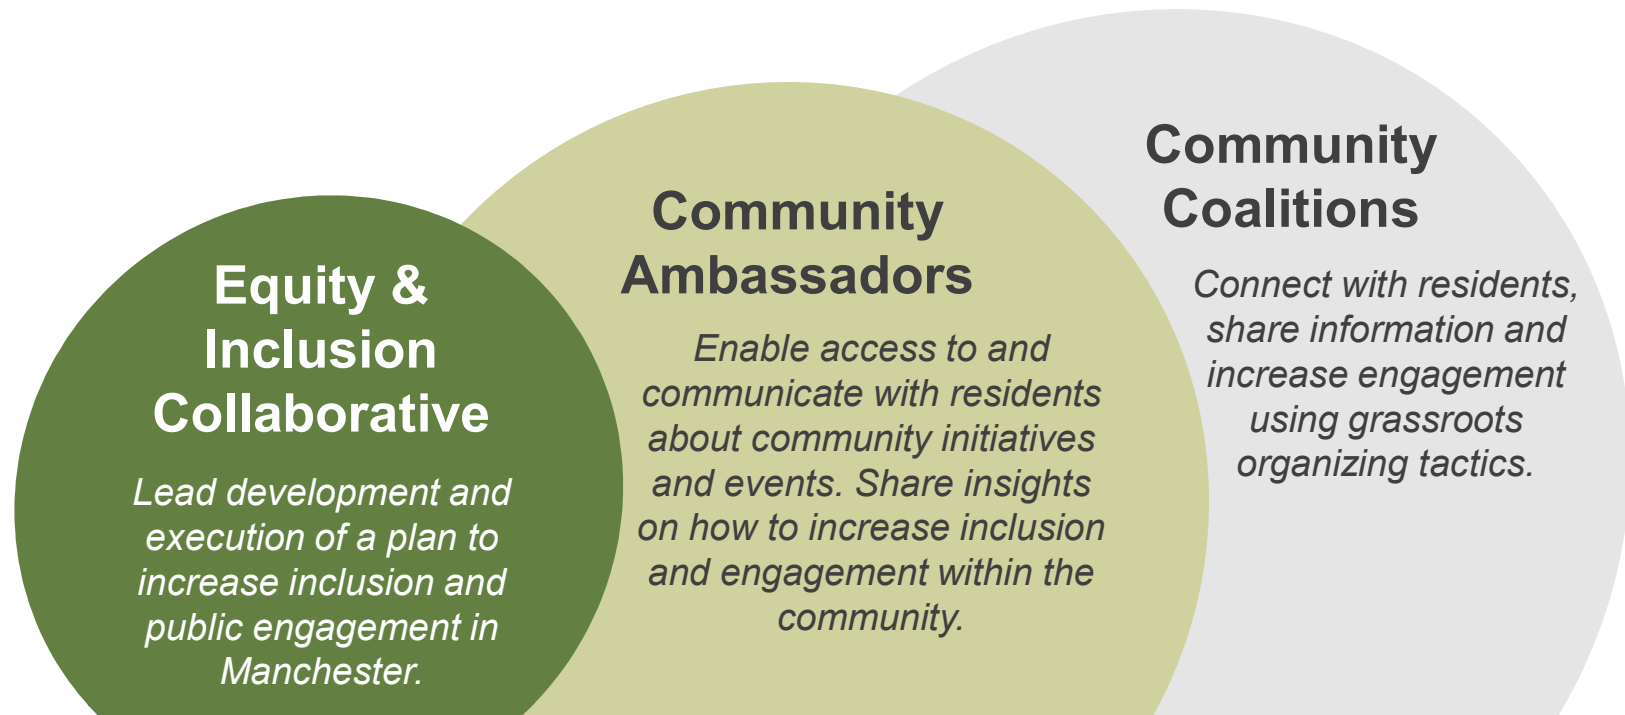 Equity &
Inclusion
Collaborative
Lead development and
execution of a plan to
increase inclusion and
public engagement in
Manchester.
Community
Ambassadors
Enable access to and
communicate with residents
about community initiatives
and events. Share insights
on how to increase inclusion
and engagement within the
community.
Community
Coalitions
Connect with residents,
share information and
increase engagement
using grassroots
organizing tactics.